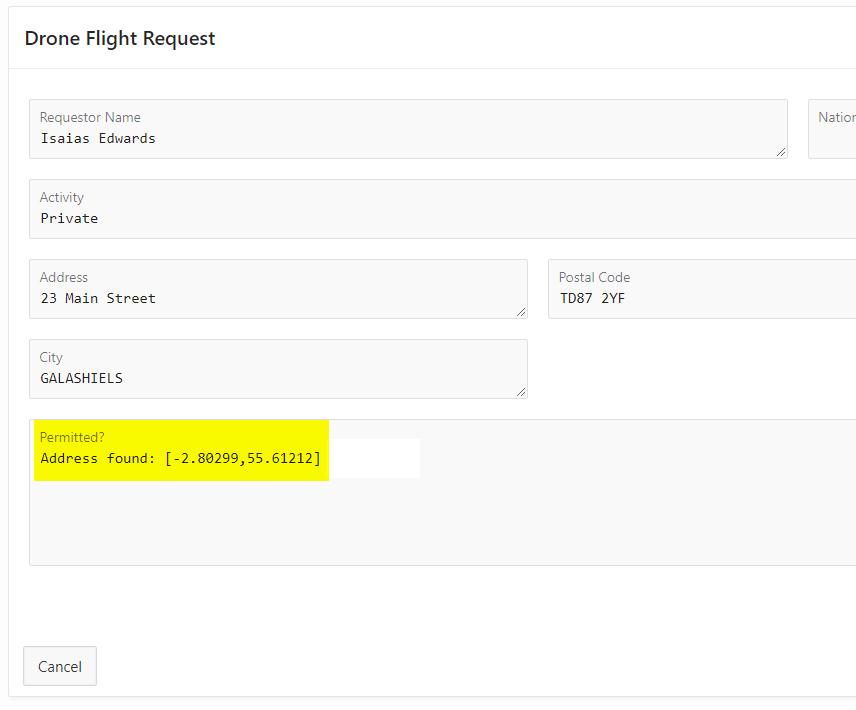 Drone Flight Request
Requestor Name
Isaias Edwards
Activity
Private
Address
23 Main Street
Postal Code
TD87 2YF
City
GALASHIELS
Permitted?
Address found: [-2.80299,55.61212]
Cancel